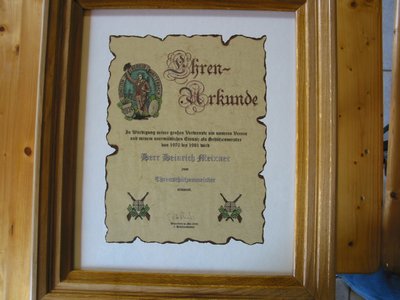 Ehren-
Urkunde
In Würdigung seiner großen Verdienste um unseren Verein
und seinem unermüdlichen Einsatz als Schützenmeister
von 1972 bis 1991 wird
Herr Heinrich Meixner
zum
Ehrenschützenmeister
ernannt.